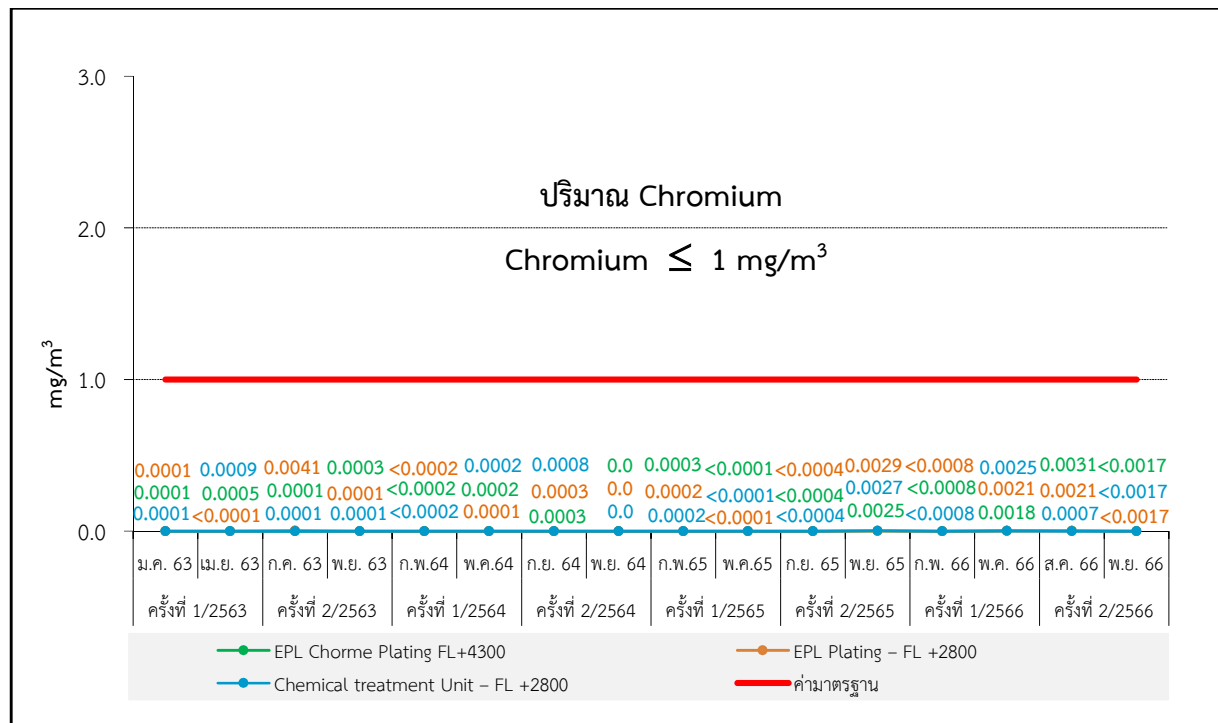 3.0
ปริมาณ Chromium
2.0
Chromium ≤ 1 mg/m³
mg/m³
1.0
0.0001 0.0009 0.0041 0.0003 <0.0002 0.0002 0.0008 0.0 0.0003 <0.0001 <0.0004 0.0029 <0.0008 0.0025 0.0031 <0.0017
0.0001 0.0005 0.0001 0.0001 <0.0002 0.0002 0.0003 0.0 0.0002 <0.0001 <0.0004 0.0027 <0.0008 0.0021 0.0021 <0.0017
0.0001 <0.0001 0.0001 0.0001 <0.0002 0.0001 0.0003 0.0 0.0002 <0.0001 <0.0004 0.0025 <0.0008 0.0018 0.0007 <0.0017
0.0
ม.ค. 63 เม.ย. 63 ก.ค. 63 พ.ย. 63 ก.พ.64 พ.ค64 ก.ย. 64 พ.ย. 64 ก.พ.65 พ.ค.65 ก.ย. 65 พ.ย. 65 ก.พ. 66 พ.ค. 66 ส.ค. 66 พ.ย. 66
ครั้งที่ 1/2563 ครั้งที่ 2/2563 ครั้งที่ 1/2564 ครั้งที่ 2/2564 ครั้งที่ 1/2565 ครั้งที่ 2/2565 ครั้งที่ 1/2566 ครั้งที่ 2/2566
EPL Chorme Plating FL+4300 EPL Plating – FL +2800
Chemical treatment Unit – FL +2800 ค่ามาตรฐาน